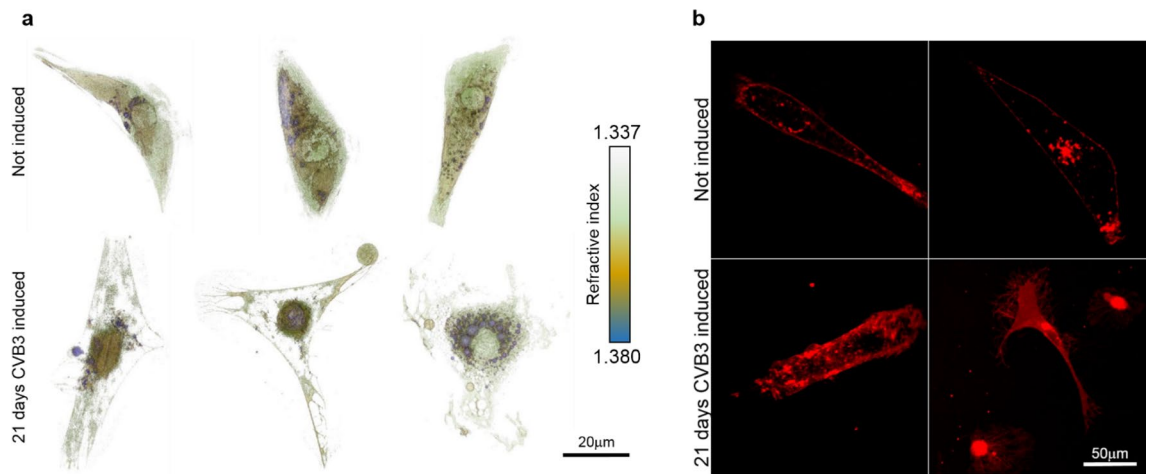 a
Not induced
21 days CVB3 induced
1.337
Refractive index
1.380
20μm
b
Not induced
21 days CVB3 induced
50μm